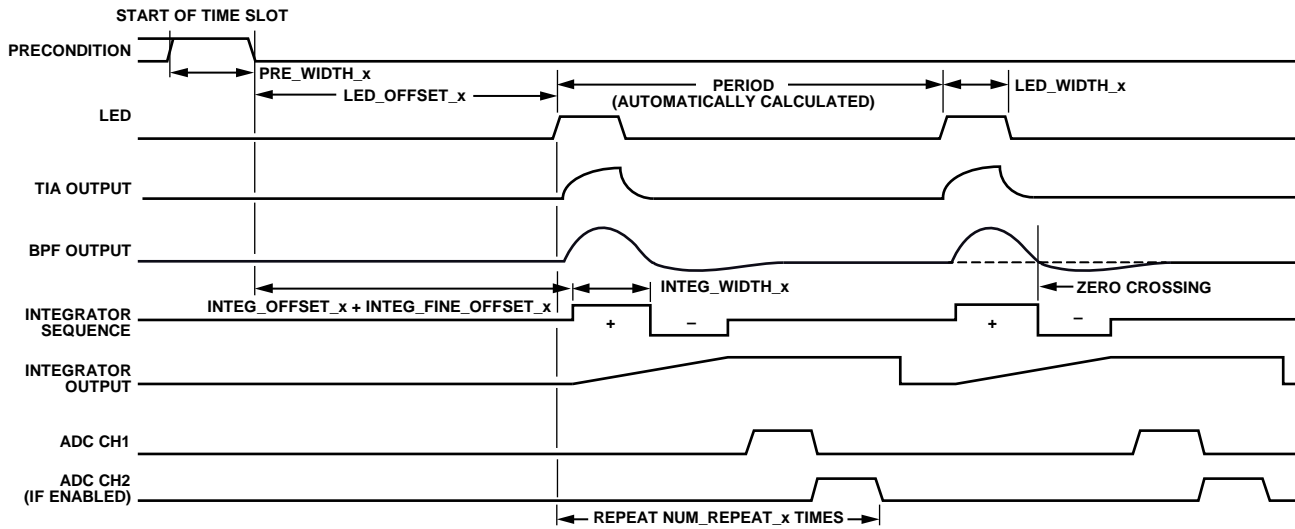 START OF TIME SLOT
PRECONDITION
PRE_WIDTH_x
LED_OFFSET_x
PERIOD
(AUTOMATICALLY CALCULATED)
LED_WIDTH_x
LED
TIA OUTPUT
BPF OUTPUT
INTEG_OFFSET_x + INTEG_FINE_OFFSET_x
INTEG_WIDTH_x
ZERO CROSSING
INTEGRATOR
SEQUENCE
+
–
+
–
INTEGRATOR
OUTPUT
ADC CH1
ADC CH2
(IF ENABLED)
REPEAT NUM_REPEAT_x TIMES